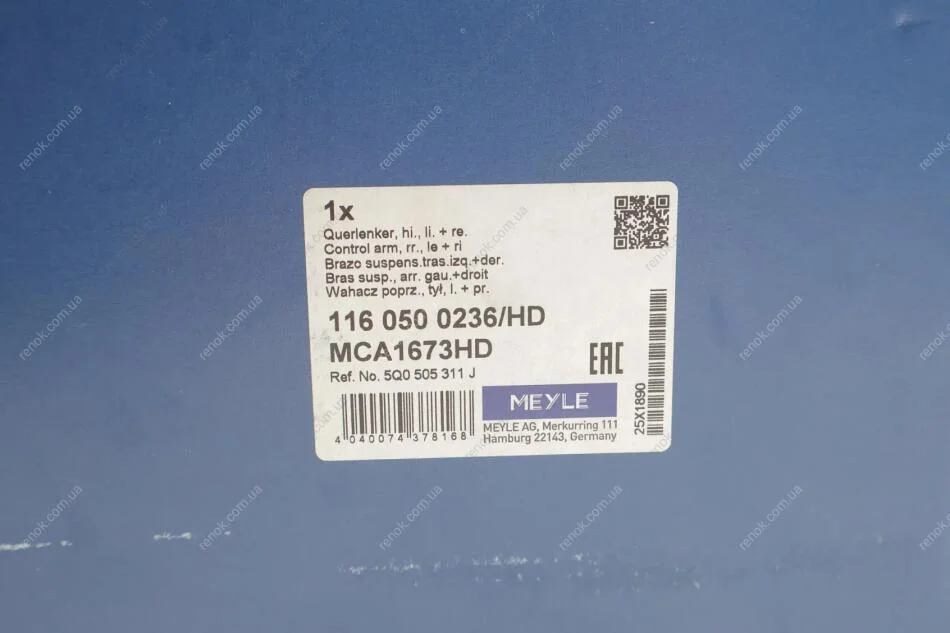 1x
Querlenker, hi., li. + re.
Control arm, rr., le + ri
Brazo suspens.tras.izq.+der.
Bras susp., arr. gau.+droit
Wahacz poprz., tył, l. + pr.
116 050 0236/HD
MCA1673HD
Ref. No. 5Q0 505 311 J
EAC
MEYLE
MEYLE AG, Merkurring 111
Hamburg 22143, Germany
4 040074 378168
25X1890
renok.com.ua